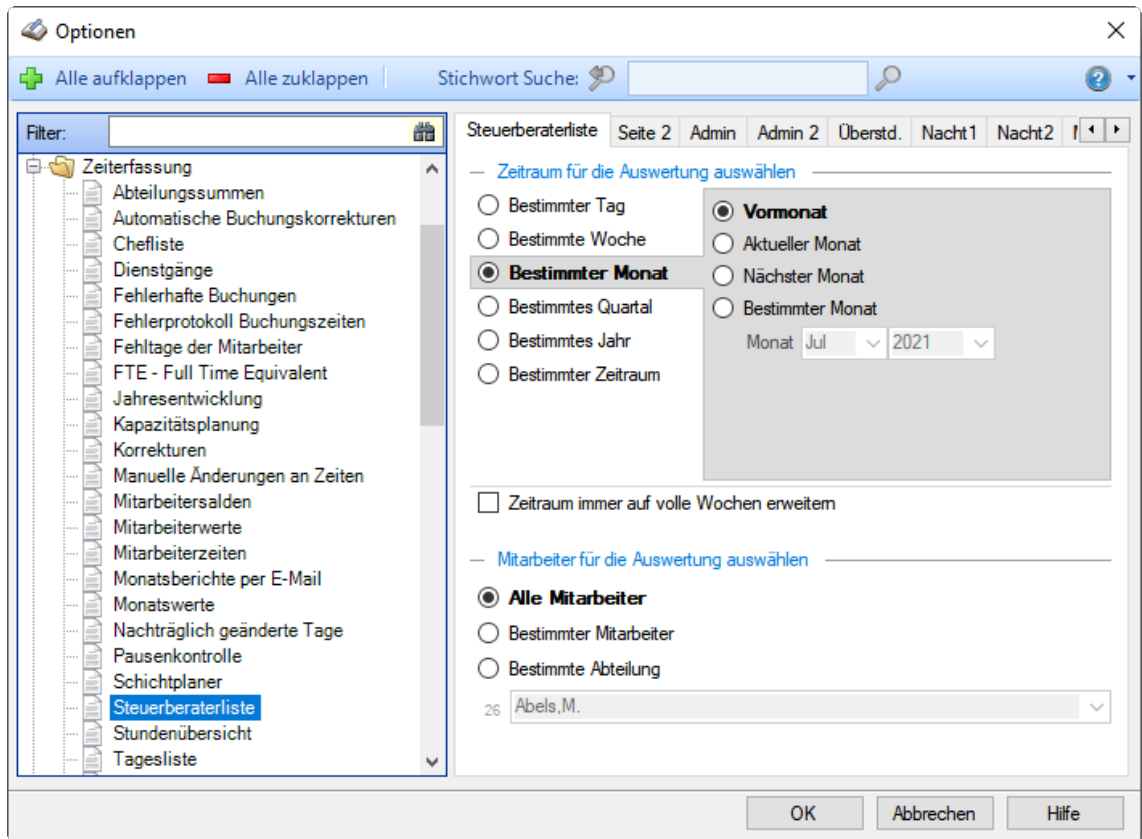 Optionen
Alle aufklappen Alle zuklappen Stichwort Suche:
Filter:
Zeiterfassung
Abteilungssummen
Automatische Buchungskorrekturen
Chefliste
Dienstgänge
Fehlerhafte Buchungen
Fehlerprotokoll Buchungszeiten
Fehltage der Mitarbeiter
FTE - Full Time Equivalent
Jahresentwicklung
Kapazitätsplanung
Korrekturen
Manuelle Änderungen an Zeiten
Mitarbeitersalden
Mitarbeiterwerte
Mitarbeiterzeiten
Monatsberichte per E-Mail
Monatswerte
Nachträglich geänderte Tage
Pausenkontrolle
Schichtplaner
Steuerberaterliste
Stundenübersicht
Tagesliste
Steuerberaterliste Seite 2 Admin Admin 2 Überstd. Nacht1 Nacht2
Zeitraum für die Auswertung auswählen
Bestimmter Tag
Bestimmte Woche
Bestimmter Monat
Bestimmtes Quartal
Bestimmtes Jahr
Bestimmter Zeitraum
Vormonat
Aktueller Monat
Nächster Monat
Bestimmter Monat
Monat Jul 2021
Zeitraum immer auf volle Wochen erweitern
Mitarbeiter für die Auswertung auswählen
Alle Mitarbeiter
Bestimmter Mitarbeiter
Bestimmte Abteilung
26 Abels,M.
OK Abbrechen Hilfe